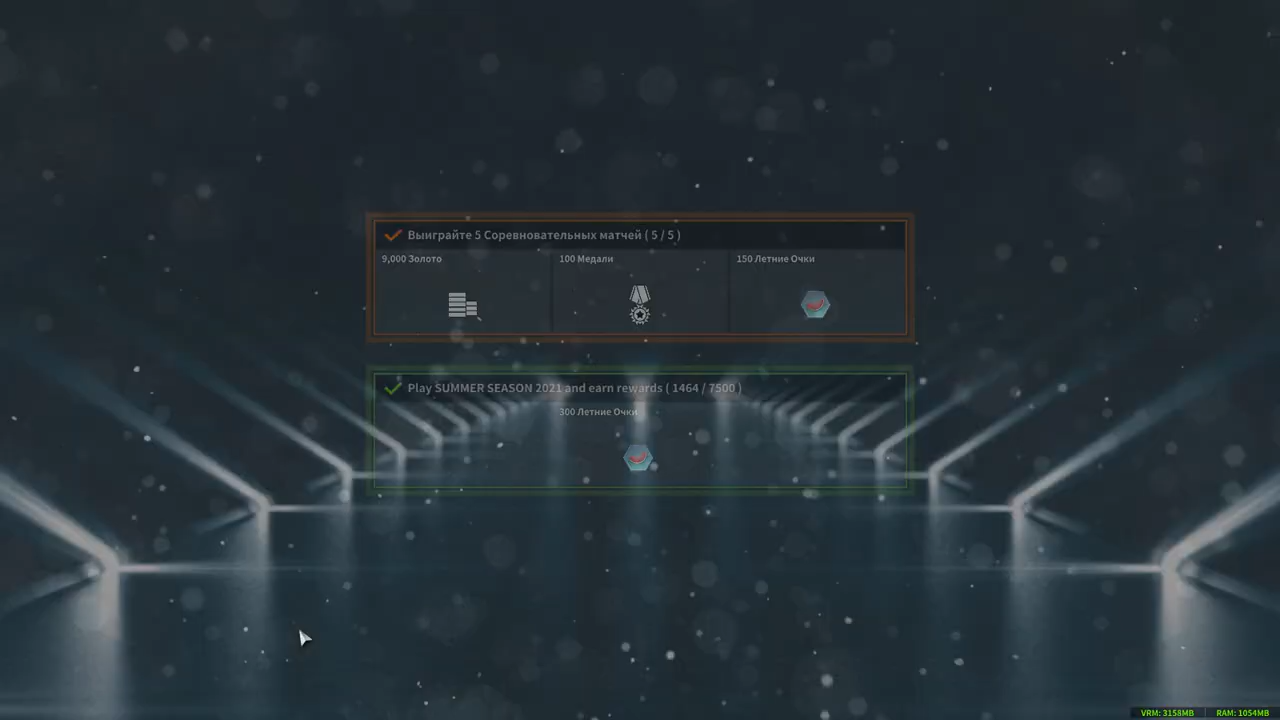 Выиграйте 5 Соревновательных матчей ( 5 / 5 )
9,000 Золото
100 Медали
150 Летние Очки
Play SUMMER SEASON 2021 and earn rewards ( 1464 / 7500 )
300 Летние Очки
VRM: 3158MB
RAM: 1054MB